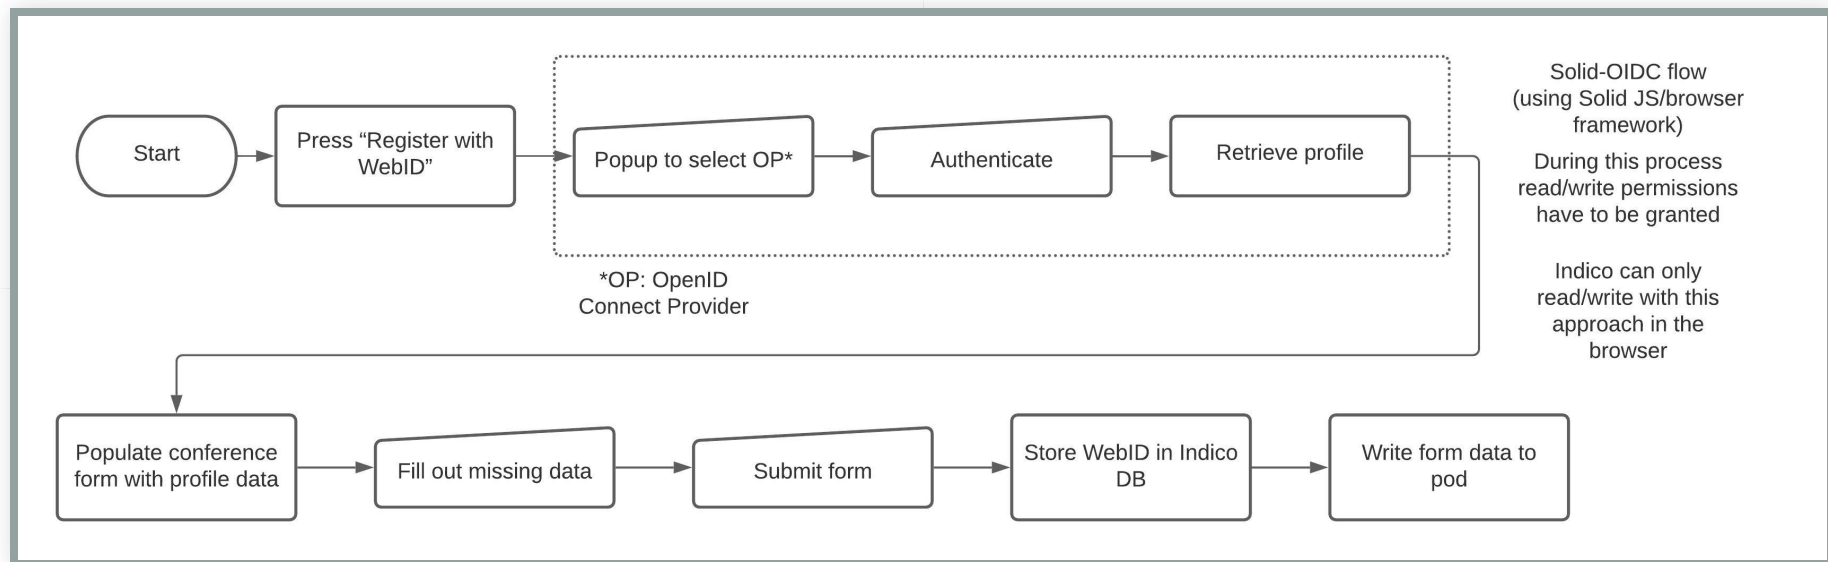 Start
Press “Register with
WebID”
Popup to select OP*
Authenticate
Retrieve profile
Solid-OIDC flow
(using Solid JS/browser
framework)
During this process
read/write permissions
have to be granted
Indico can only
read/write with this
approach in the
browser
*OP: OpenID
Connect Provider
Populate conference
form with profile data
Fill out missing data
Submit form
Store WebID in Indico
DB
Write form data to
pod